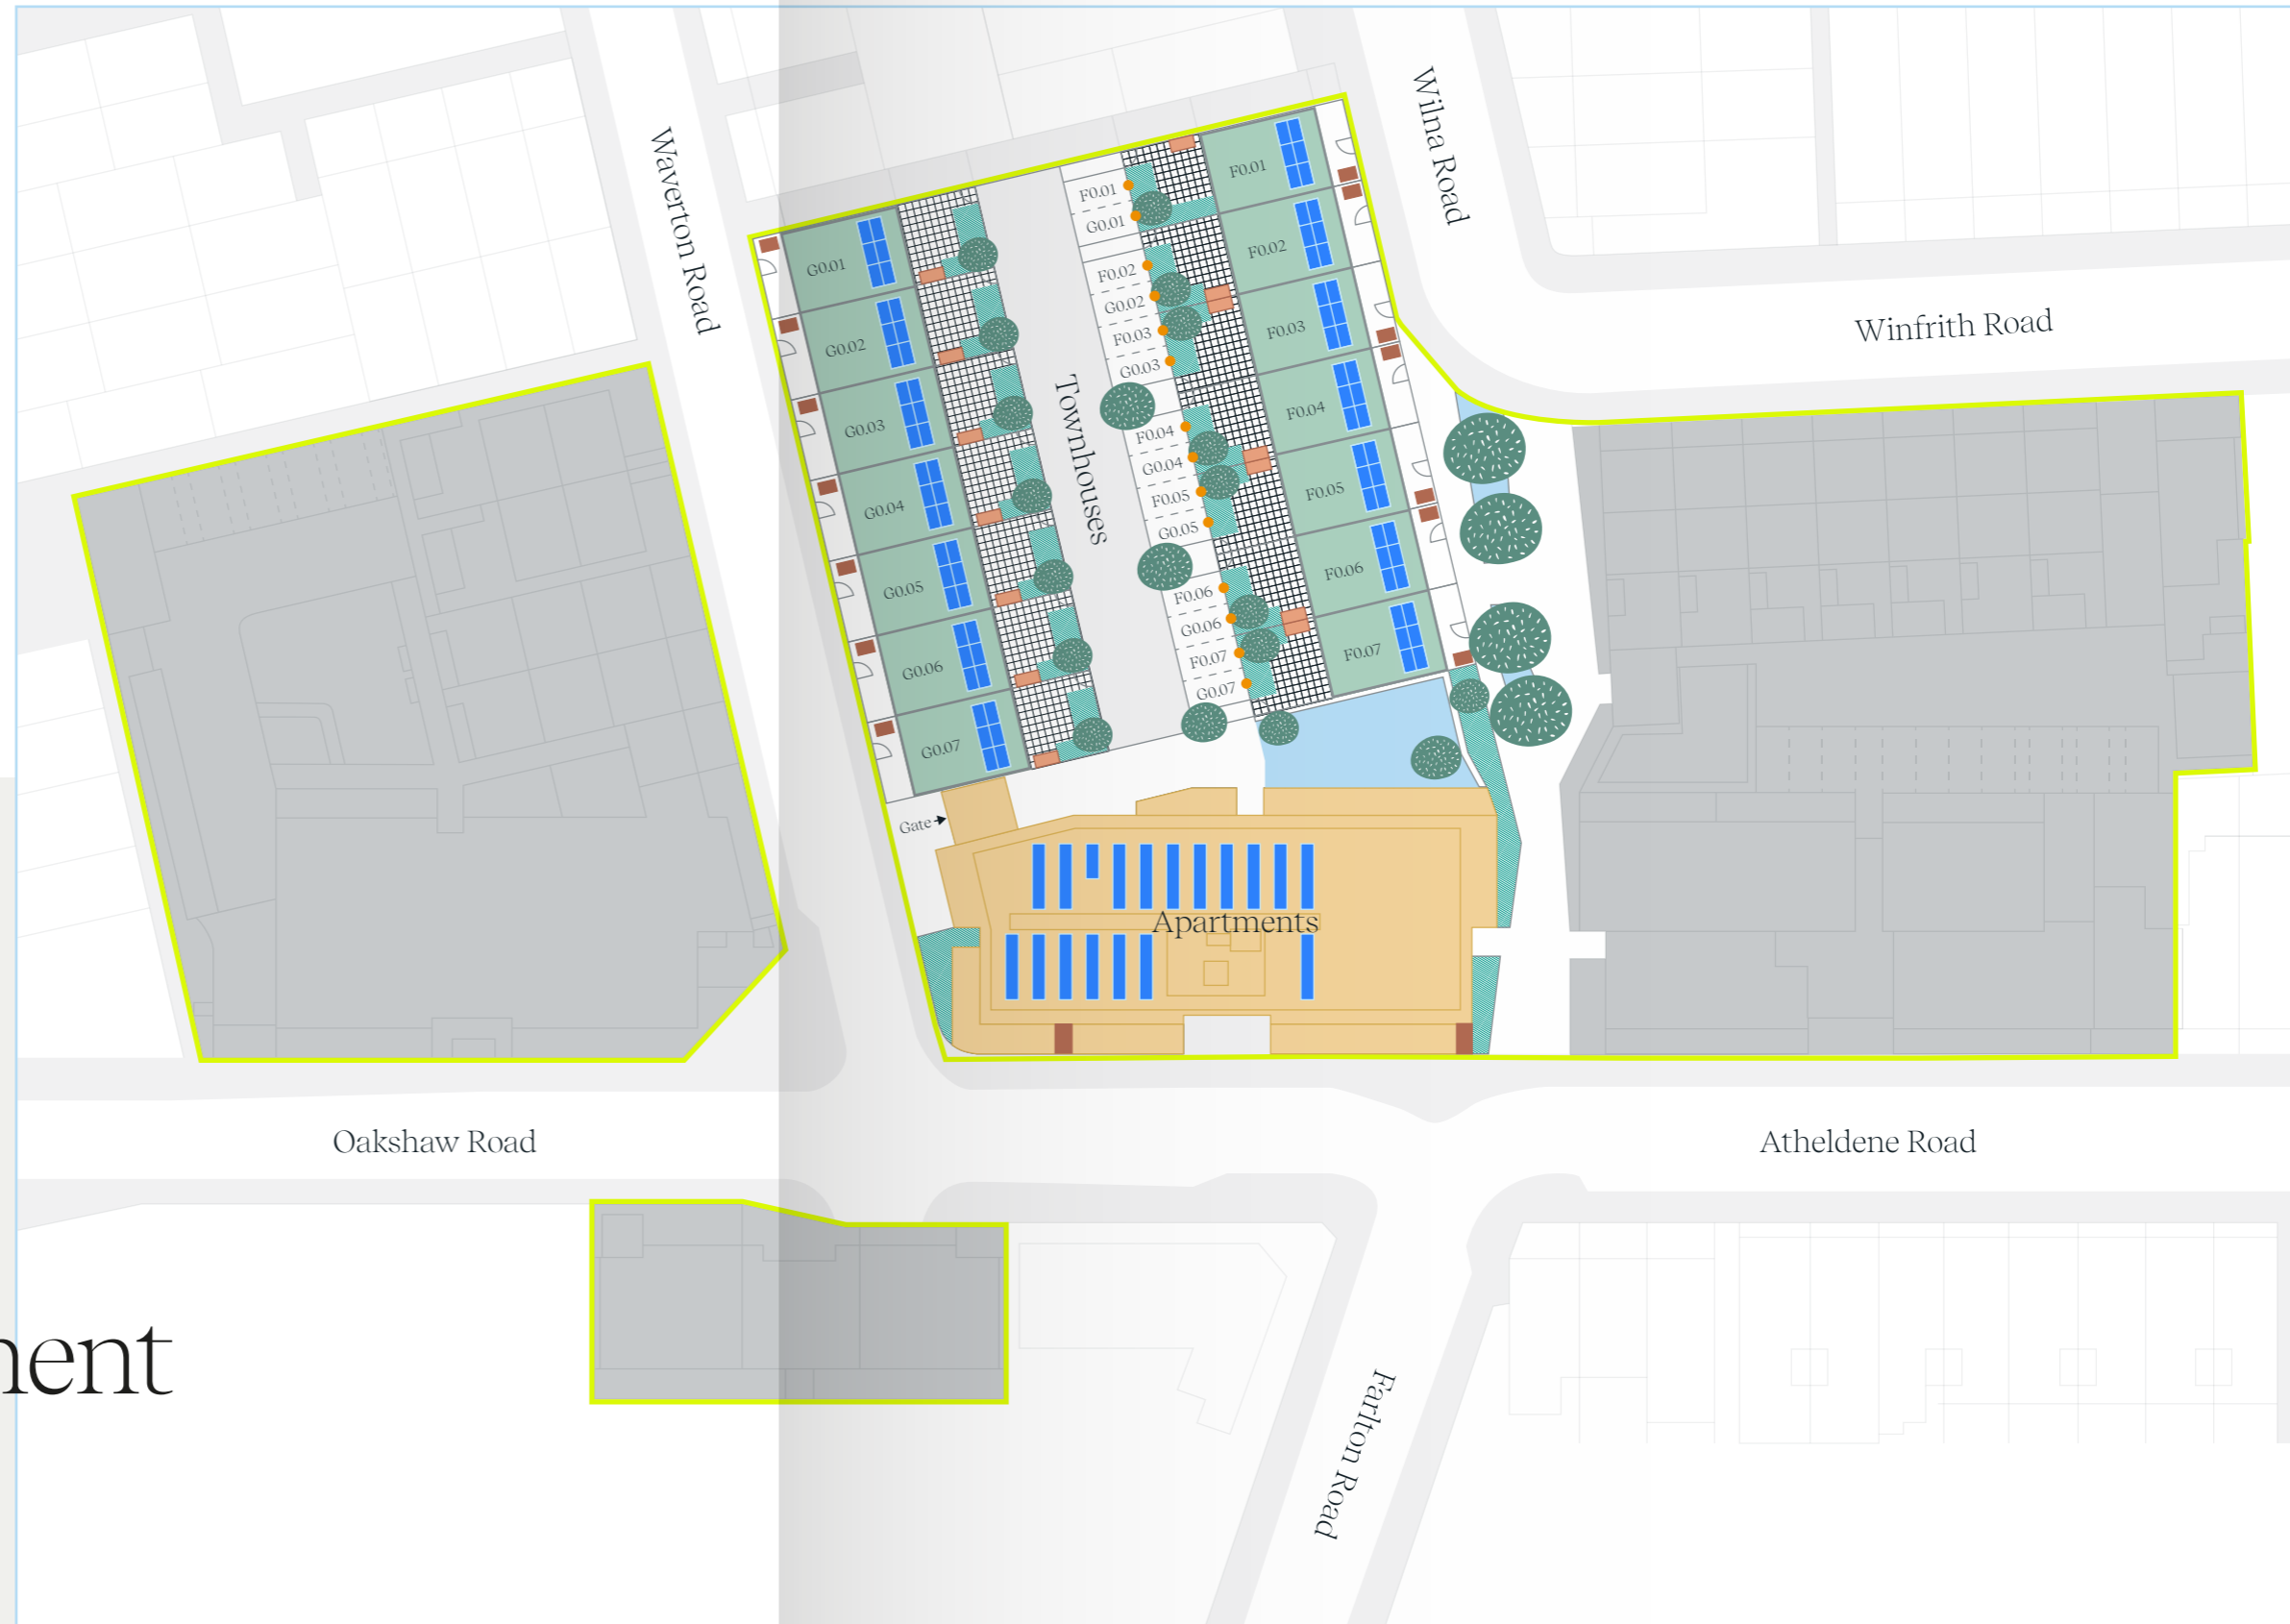 Waverton Road
Wilna Road
Winfrith Road
Townhouses
G0.01
G0.02
G0.03
G0.04
G0.05
G0.06
G0.07
F0.01
G0.01
F0.02
G0.02
F0.03
G0.03
F0.04
G0.04
F0.05
G0.05
F0.06
G0.06
F0.07
G0.07
F0.01
F0.02
F0.03
F0.04
F0.05
F0.06
F0.07
Gate
Apartments
Oakshaw Road
Atheldene Road
Farlton Road